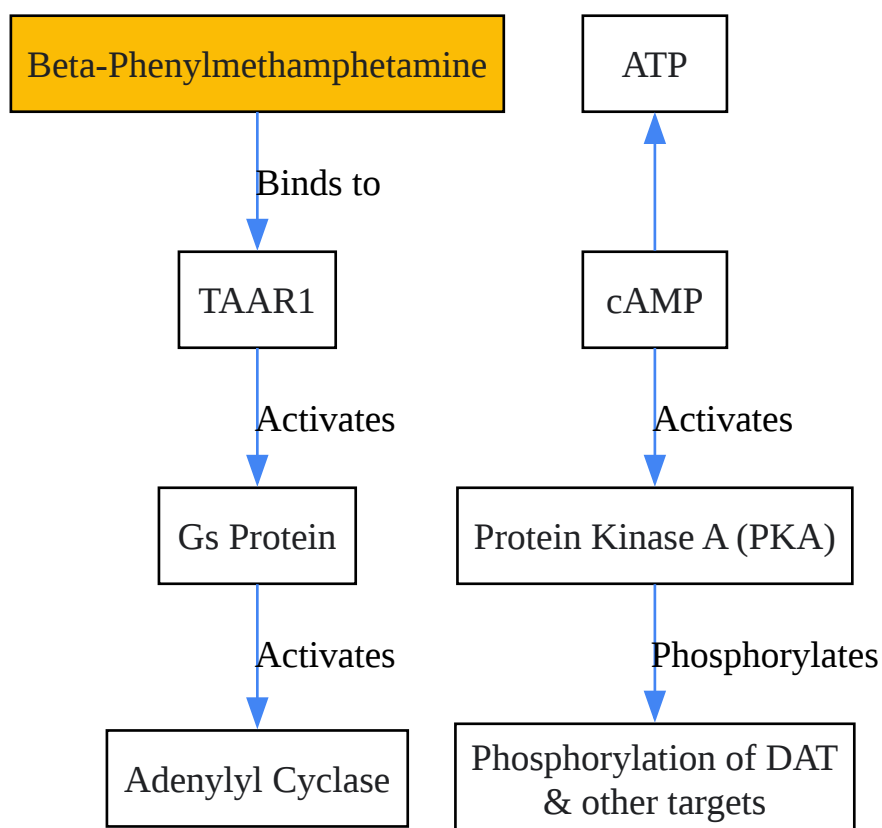 Beta-Phenylmethamphetamine
Binds to
TAAR1
Activates
Gs Protein
Activates
Adenylyl Cyclase
ATP
cAMP
Activates
Protein Kinase A (PKA)
Phosphorylates
Phosphorylation of DAT
& other targets